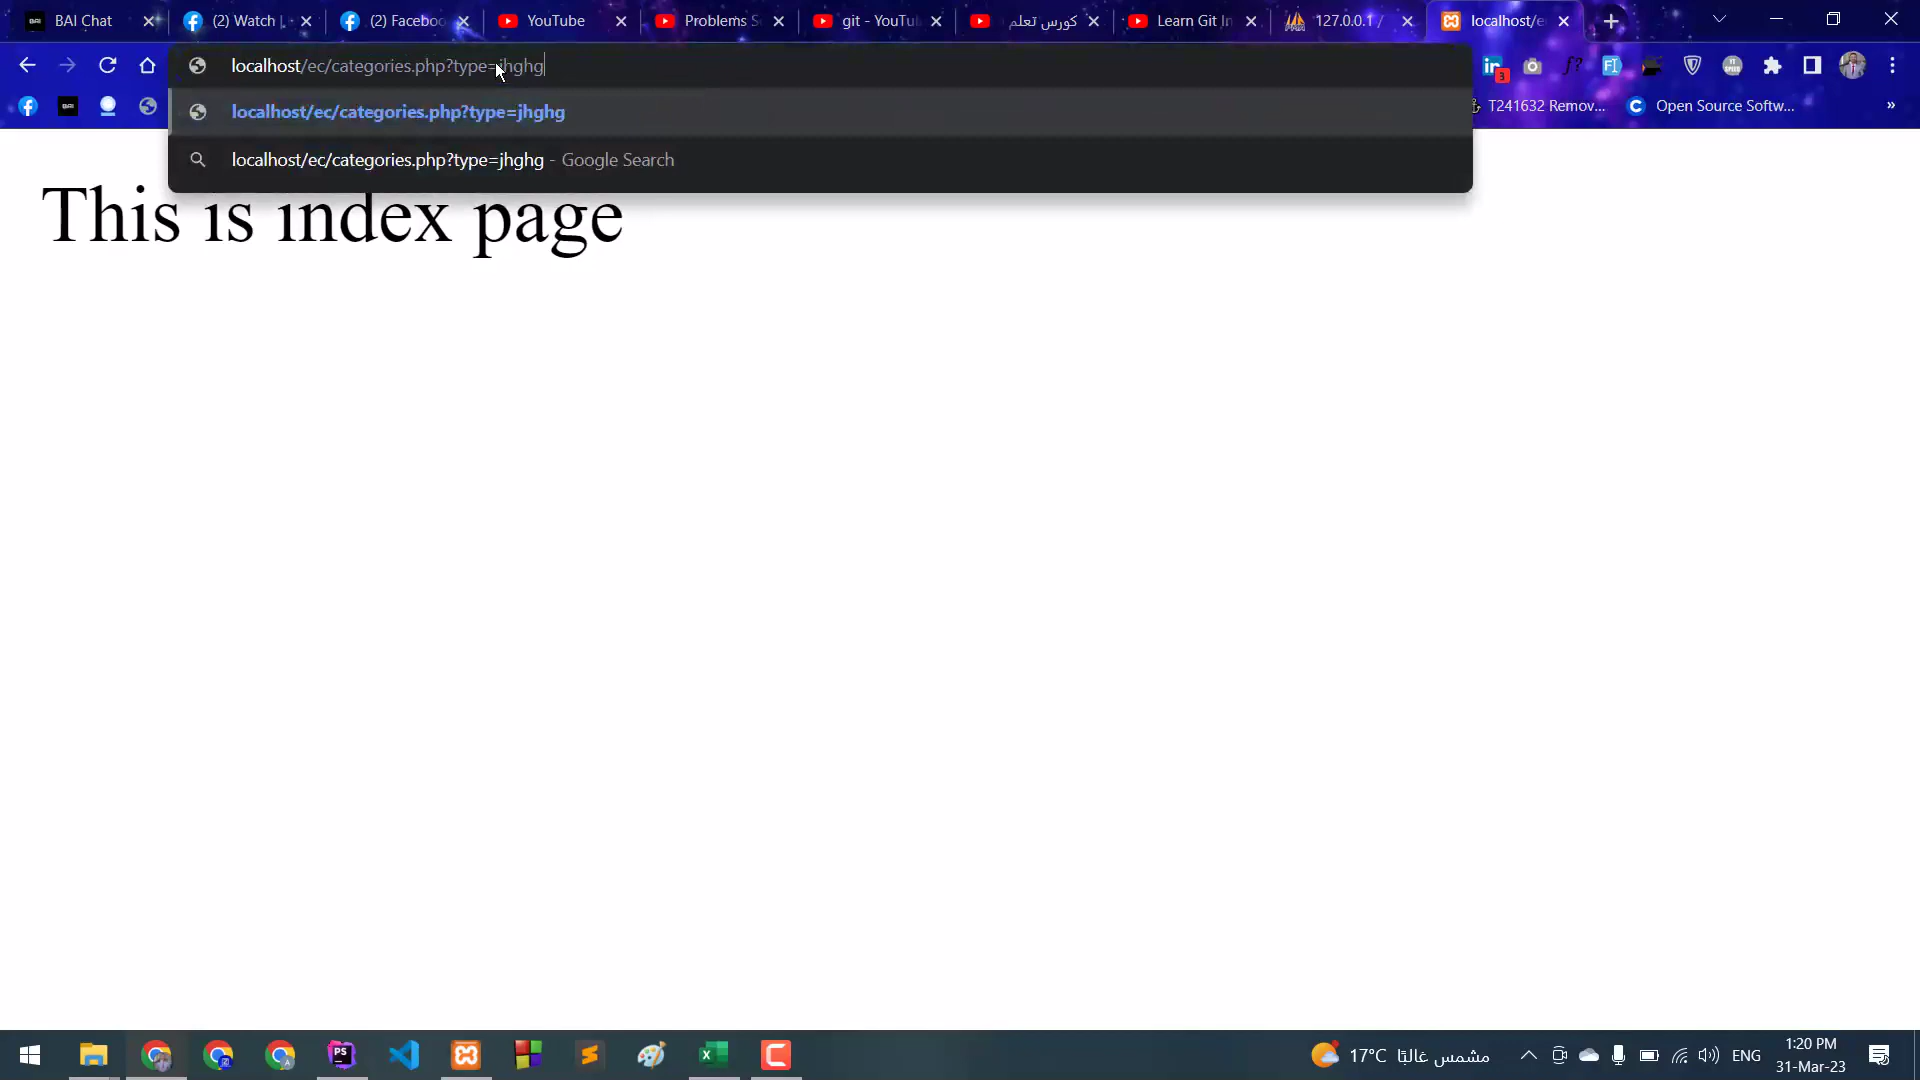 BAI Chat
(2) Watch |
(2) Faceboo
YouTube
Problems S
git - YouTu
كورس تعلم
Learn Git In
127.0.0.1 /
localhost/e
localhost/ec/categories.php?type=jhghg
3
T241632 Remov...
Open Source Softw...
»
localhost/ec/categories.php?type=jhghg
localhost/ec/categories.php?type=jhghg - Google Search
This is index page
17°C مشمس غالبًا
ENG
1:20 PM
31-Mar-23